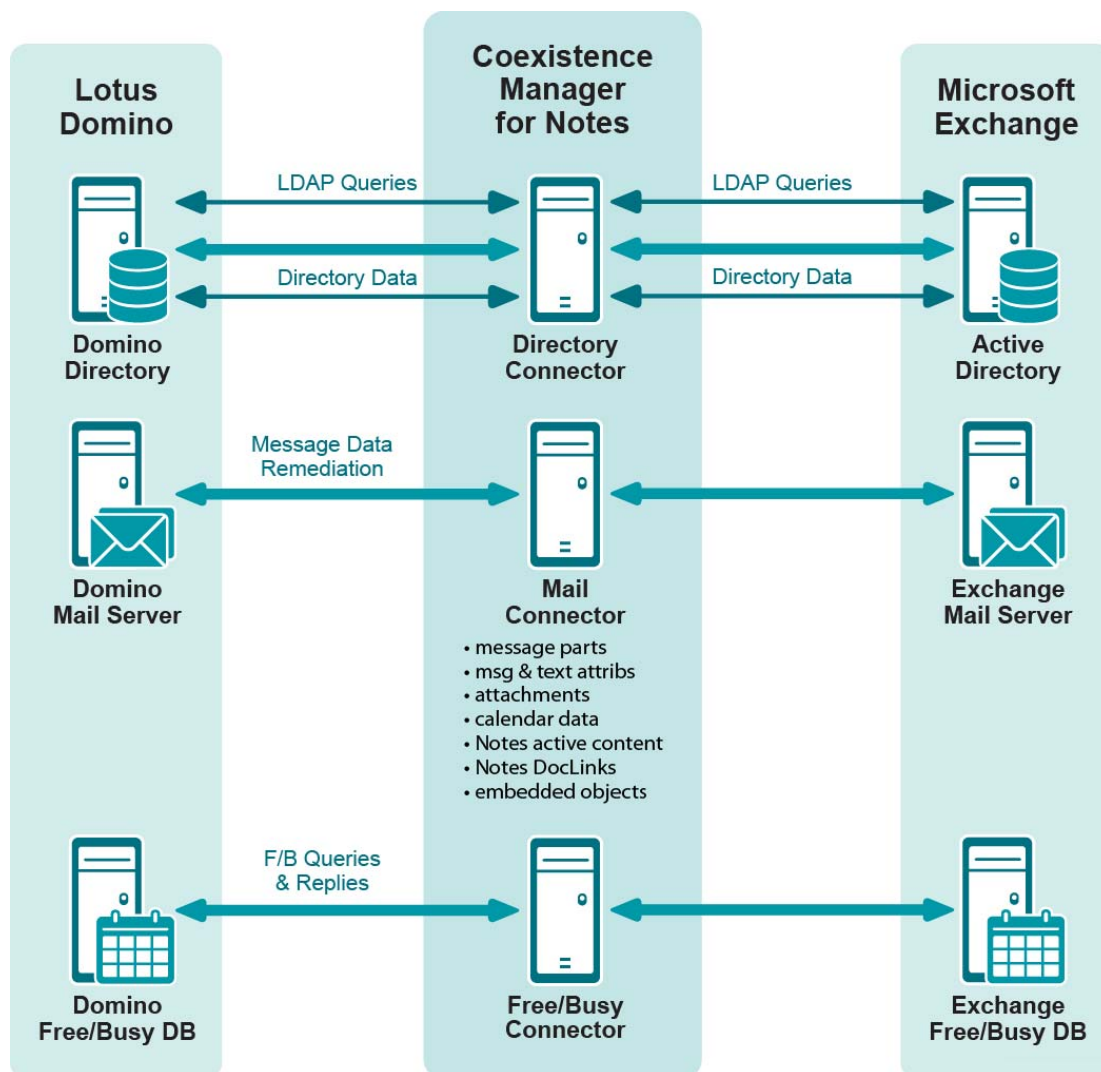 Lotus
Domino
Coexistence
Manager
for Notes
Microsoft
Exchange
LDAP Queries
LDAP Queries
Directory Data
Directory Data
Domino
Directory
Directory
Connector
Active
Directory
Message Data
Remediation
Domino
Mail Server
Mail
Connector
Exchange
Mail Server
• message parts
• msg & text attribs
• attachments
• calendar data
• Notes active content
• Notes DocLinks
• embedded objects
F/B Queries
& Replies
Domino
Free/Busy DB
Free/Busy
Connector
Exchange
Free/Busy DB